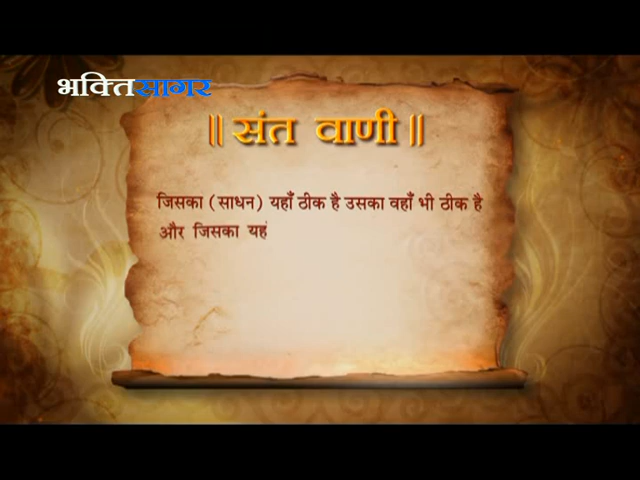 भक्तिसागर
॥ संत वाणी ॥
जिसका (साधन) यहाँ ठीक है उसका वहाँ भी ठीक है
और जिसका यह